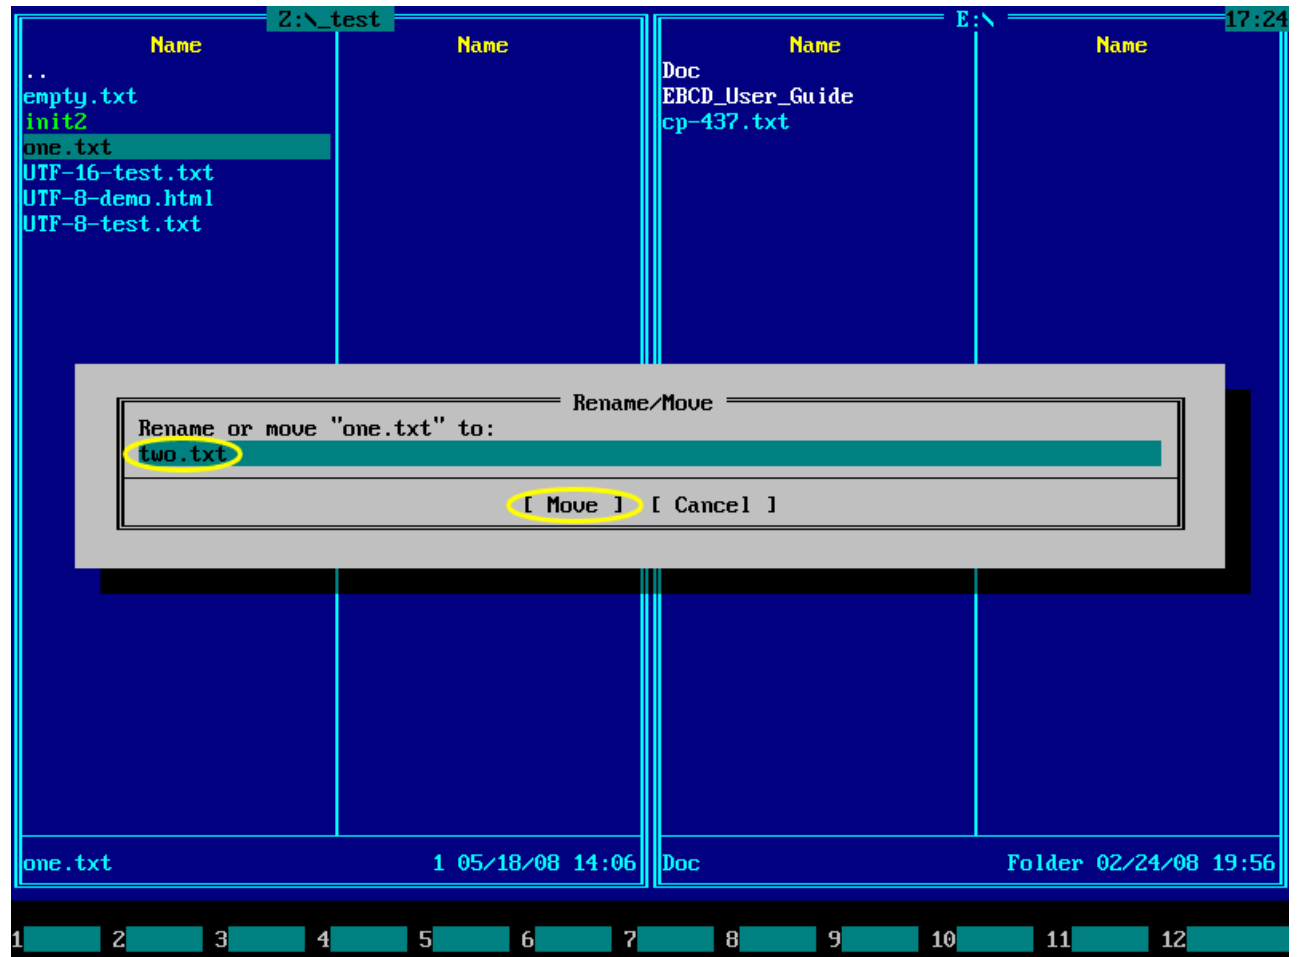 Z:\_test
Name Name
..
empty.txt
init2
one.txt
UTF-16-test.txt
UTF-8-demo.html
UTF-8-test.txt
one.txt 1 05/18/08 14:06
E:\ 17:24
Name Name
Doc
EBCD_User_Guide
cp-437.txt
Doc Folder 02/24/08 19:56
Rename/Move
Rename or move "one.txt" to:
two.txt
[ Move ] [ Cancel ]
1 2 3 4 5 6 7 8 9 10 11 12